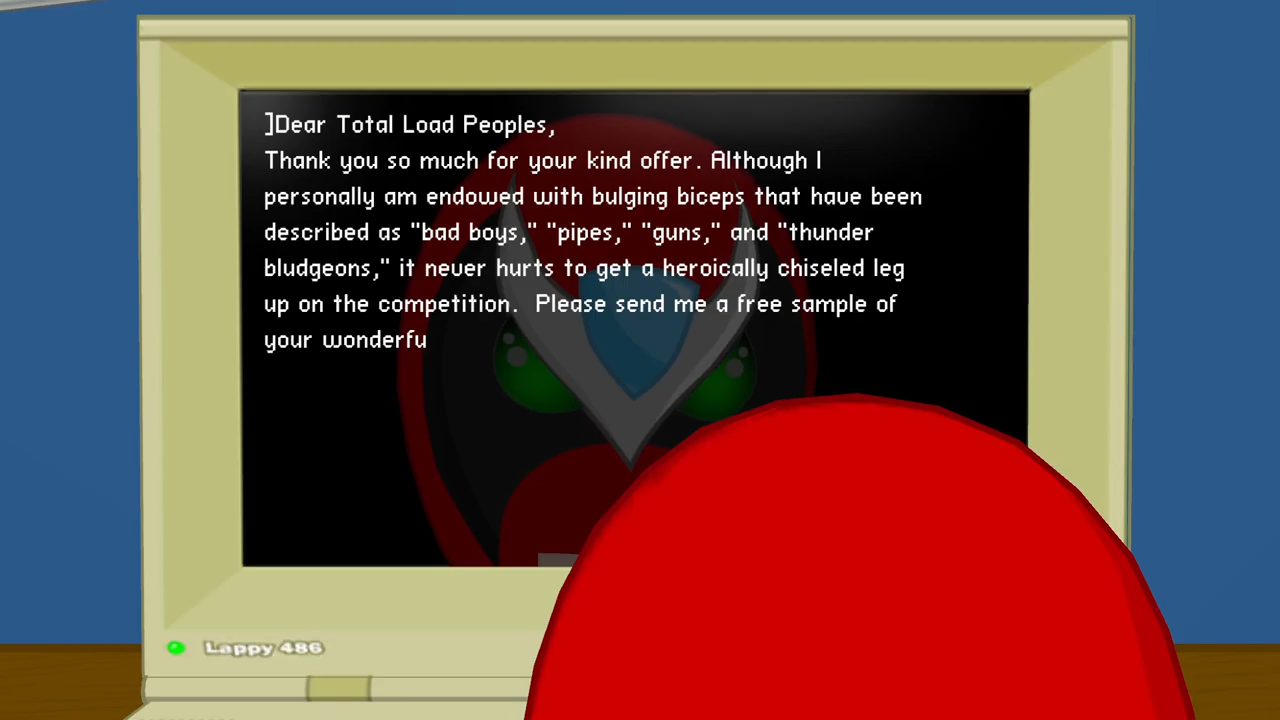 ]Dear Total Load Peoples,
Thank you so much for your kind offer. Although I
personally am endowed with bulging biceps that have been
described as "bad boys," "pipes," "guns," and "thunder
bludgeons," it never hurts to get a heroically chiseled leg
up on the competition.  Please send me a free sample of
your wonderfu
Lappy 486